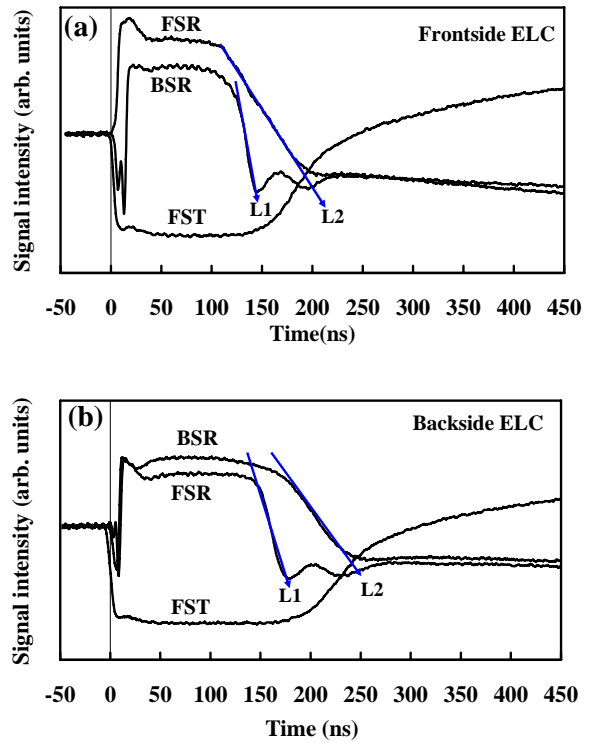 (a)
Frontside ELC
FSR
BSR
FST
L1
L2
Signal intensity (arb. units)
-50 0 50 100 150 200 250 300 350 400 450
Time(ns)
(b)
Backside ELC
BSR
FSR
FST
L1
L2
Signal intensity (arb. units)
-50 0 50 100 150 200 250 300 350 400 450
Time (ns)